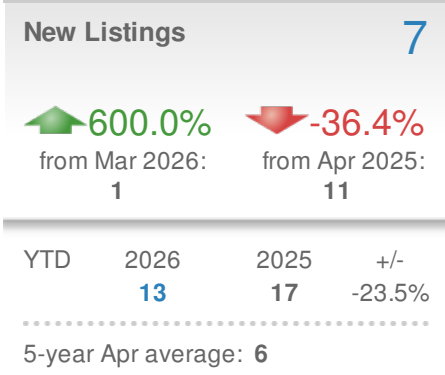 New Listings 7
600.0% -36.4%
from Mar 2026: from Apr 2025:
1 11
YTD 2026 2025 +/-
13 17 -23.5%
5-year Apr average: 6